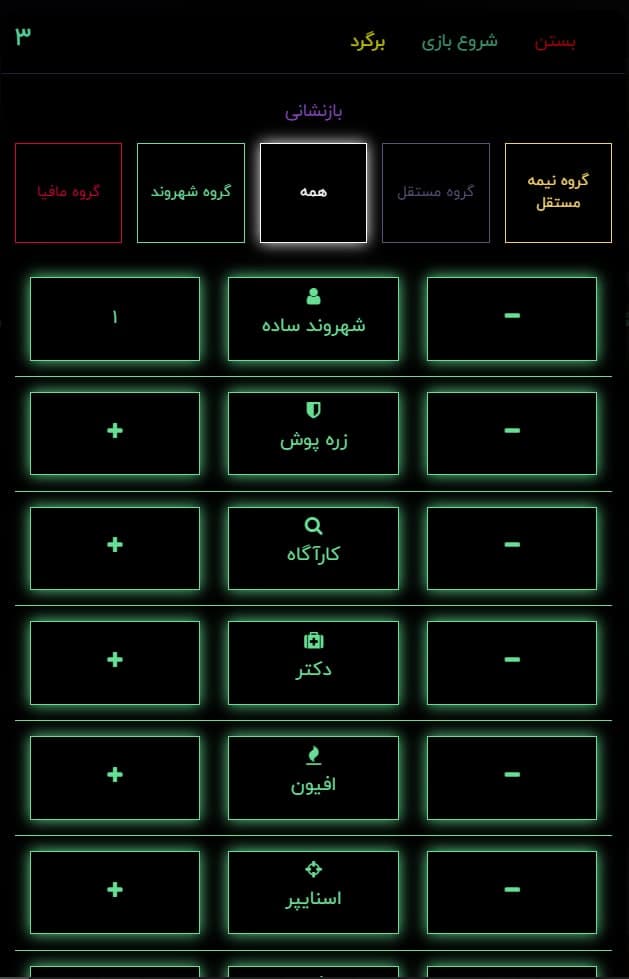 بستن
شروع بازی
برگرد
۳
بازنشانی
گروه نیمه
مستقل
گروه مستقل
همه
گروه شهروند
گروه مافیا
شهروند ساده
۱
زره پوش
کارآگاه
دکتر
افیون
اسنایپر